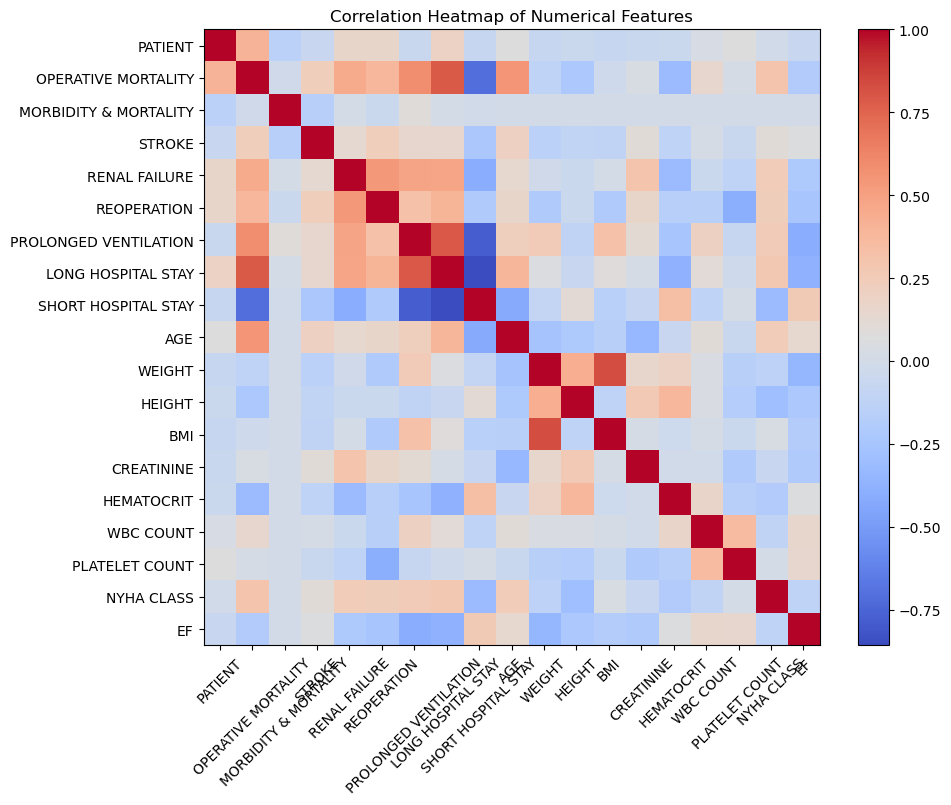 Correlation Heatmap of Numerical Features
PATIENT
OPERATIVE MORTALITY
MORBIDITY & MORTALITY
STROKE
RENAL FAILURE
REOPERATION
PROLONGED VENTILATION
LONG HOSPITAL STAY
SHORT HOSPITAL STAY
AGE
WEIGHT
HEIGHT
BMI
CREATININE
HEMATOCRIT
WBC COUNT
PLATELET COUNT
NYHA CLASS
EF
PATIENT
OPERATIVE MORTALITY
MORBIDITY & MORTALITY
STROKE
RENAL FAILURE
REOPERATION
PROLONGED VENTILATION
LONG HOSPITAL STAY
SHORT HOSPITAL STAY
AGE
WEIGHT
HEIGHT
BMI
CREATININE
HEMATOCRIT
WBC COUNT
PLATELET COUNT
NYHA CLASS
EF
1.00
0.75
0.50
0.25
0.00
−0.25
−0.50
−0.75